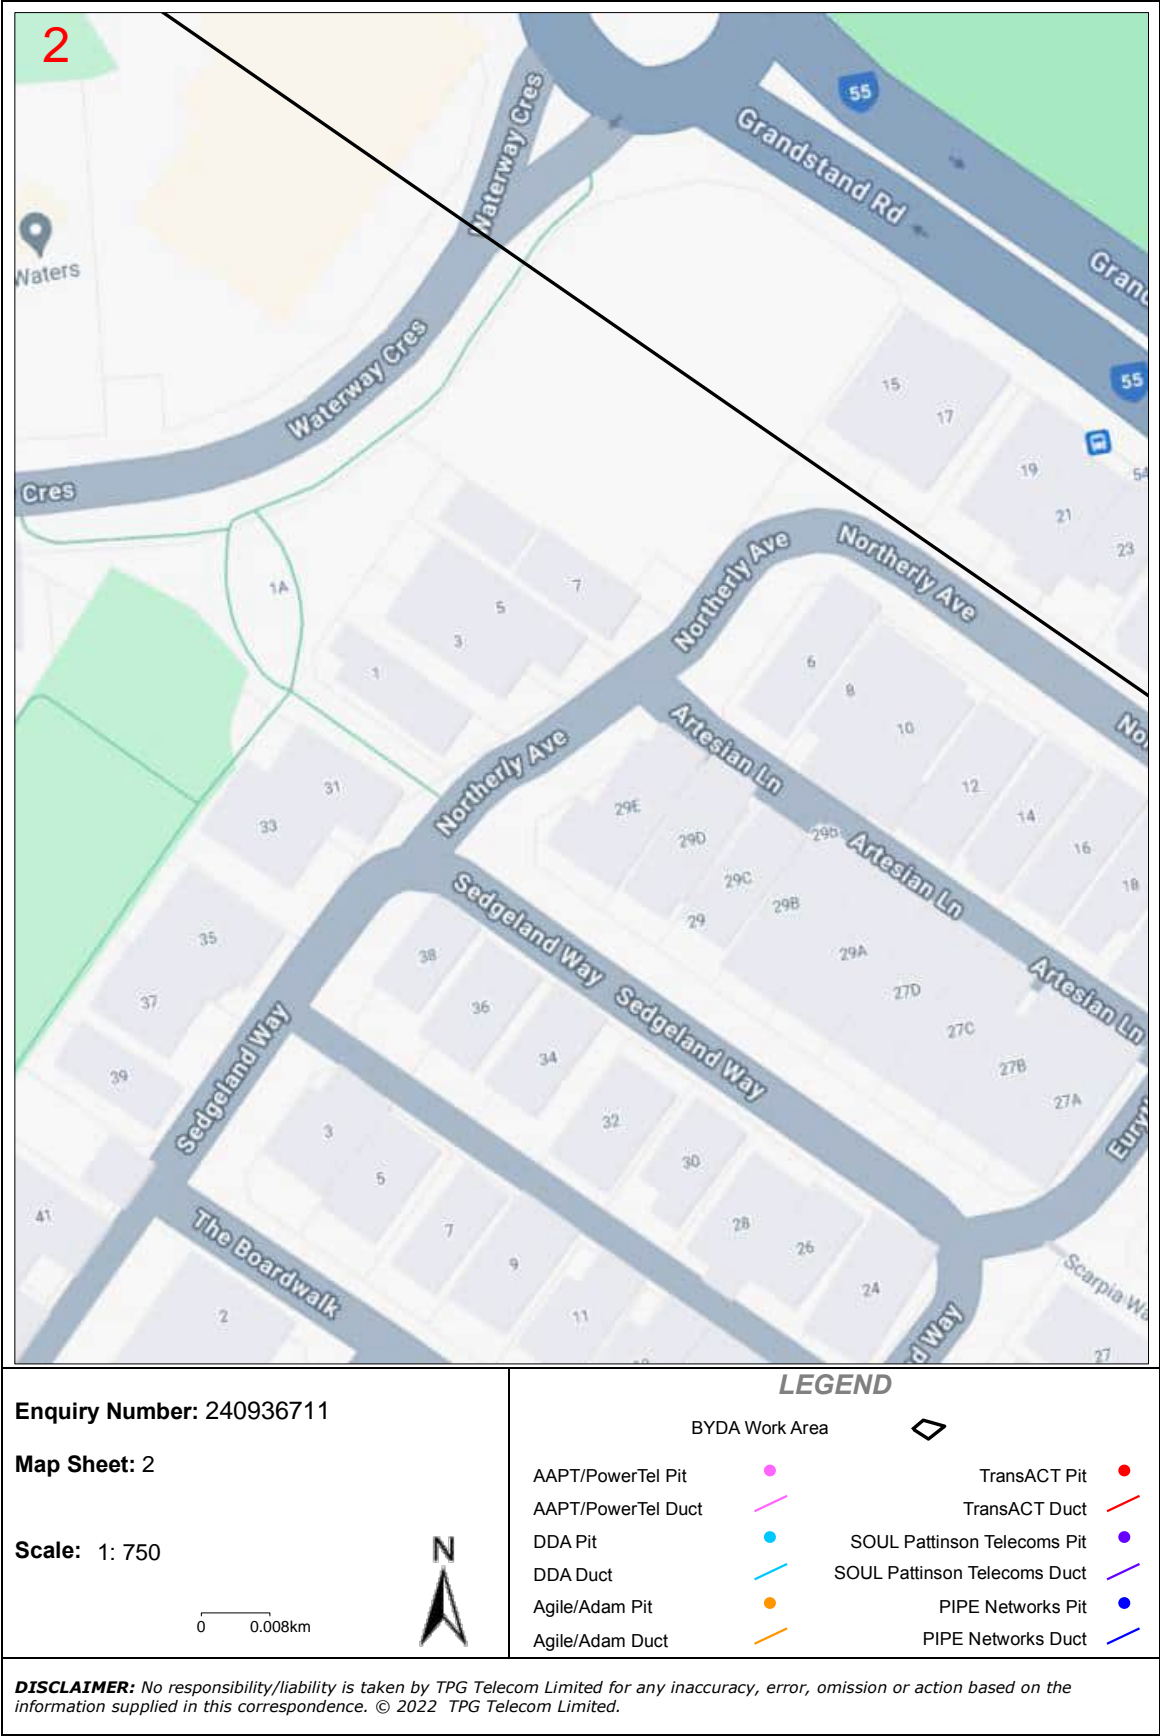 2
Waterway Cres
55
Grandstand Rd
Waters
Waterway Cres
55
15
17
19
54
21
23
Cres
Northerly Ave
Northerly Ave
1A
7
5
3
1
6
8
10
Artesian Ln
Northerly Ave
31
33
29E
29D
29b
12
14
16
18
Artesian Ln
29C
29B
29
Sedgeland Way
35
38
29A
27D
Artesian Ln
37
36
Sedgeland Way
27C
34
27B
39
27A
Sedgeland Way
3
32
5
30
41
The Boardwalk
7
28
26
9
24
2
11
27
Enquiry Number: 240936711
Map Sheet: 2
Scale: 1: 750
0 0.008km
N
LEGEND
BYDA Work Area
AAPT/PowerTel Pit
TransACT Pit
AAPT/PowerTel Duct
TransACT Duct
DDA Pit
SOUL Pattinson Telecoms Pit
DDA Duct
SOUL Pattinson Telecoms Duct
Agile/Adam Pit
PIPE Networks Pit
Agile/Adam Duct
PIPE Networks Duct
DISCLAIMER: No responsibility/liability is taken by TPG Telecom Limited for any inaccuracy, error, omission or action based on the
information supplied in this correspondence. © 2022 TPG Telecom Limited.